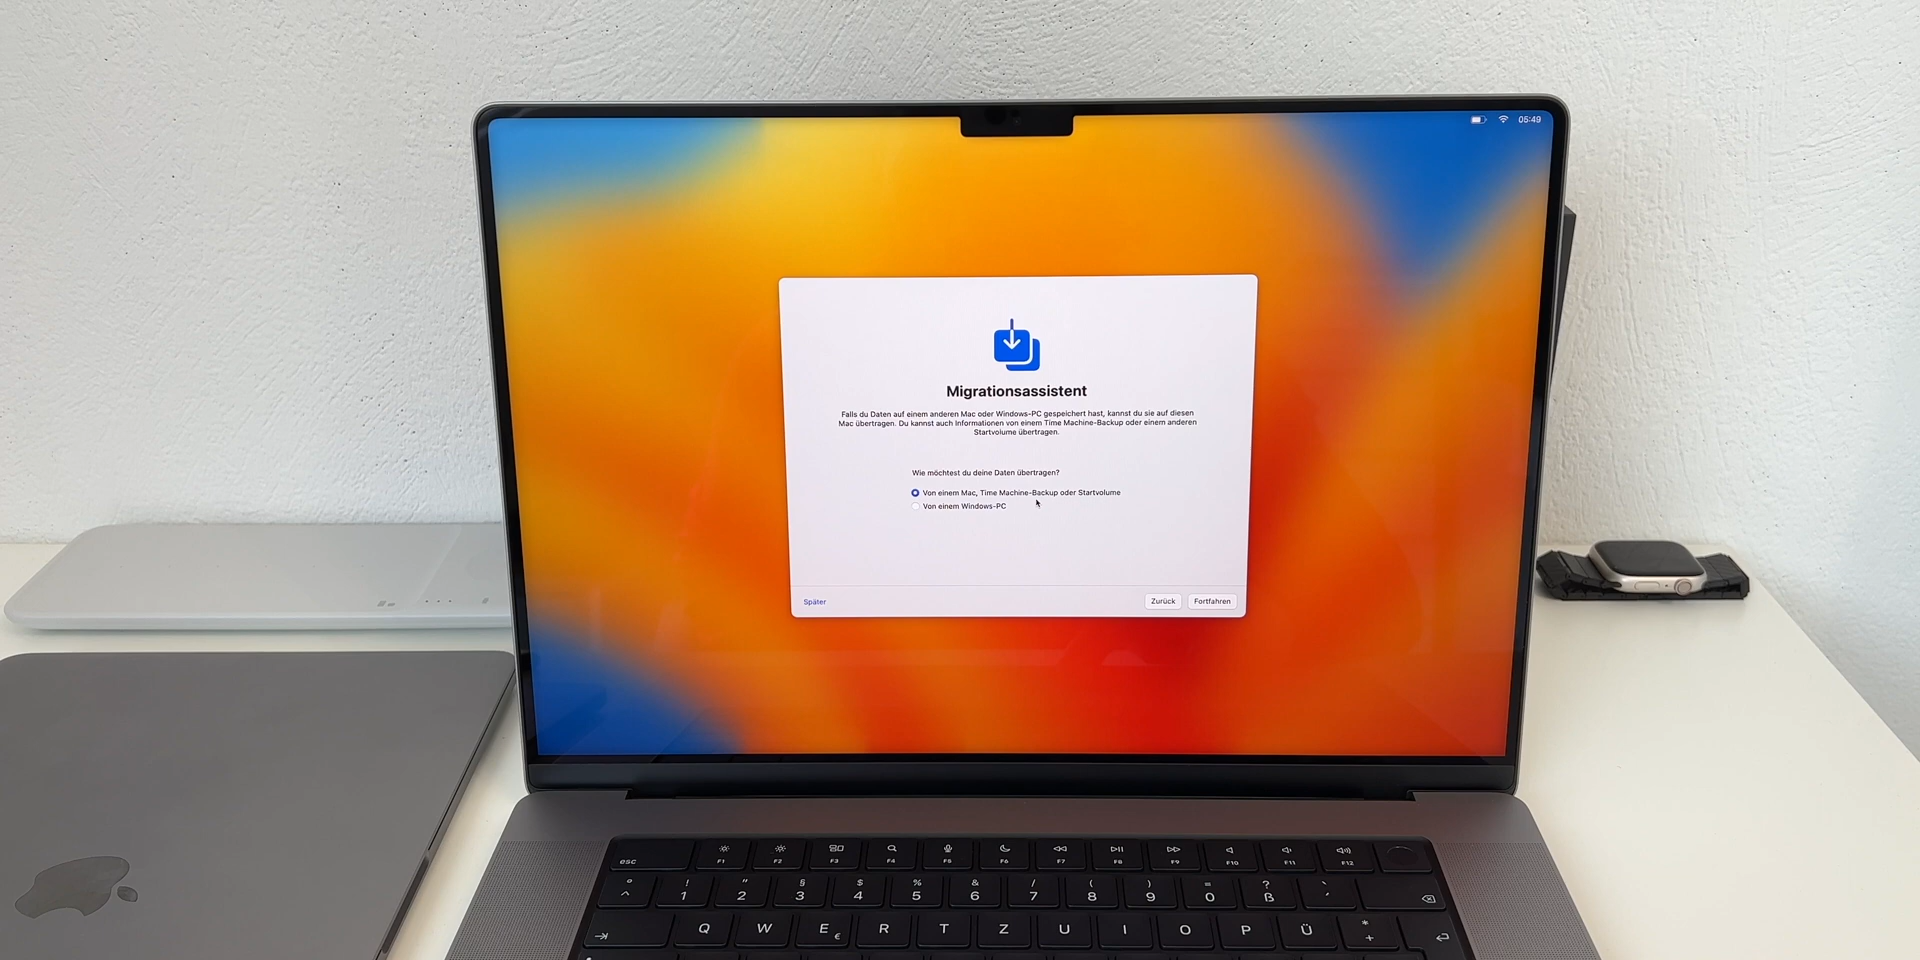 05:49
Migrationsassistent
Falls du Daten auf einem anderen Mac oder Windows-PC gespeichert hast, kannst du sie auf diesen
Mac übertragen. Du kannst auch Informationen von einem Time Machine-Backup oder einem anderen
Startvolume übertragen.
Wie möchtest du deine Daten übertragen?
Von einem Mac, Time Machine-Backup oder Startvolume
Von einem Windows-PC
Später
Zurück Fortfahren
esc F1 F2 F3 F4 F5 F6 F7 F8 F9 F10 F11 F12
° ! " § $ % & / ( ) = ? `
^ 1 2 3 4 5 6 7 8 9 0 ß ´
Q W E € R T Z U I O P Ü * +